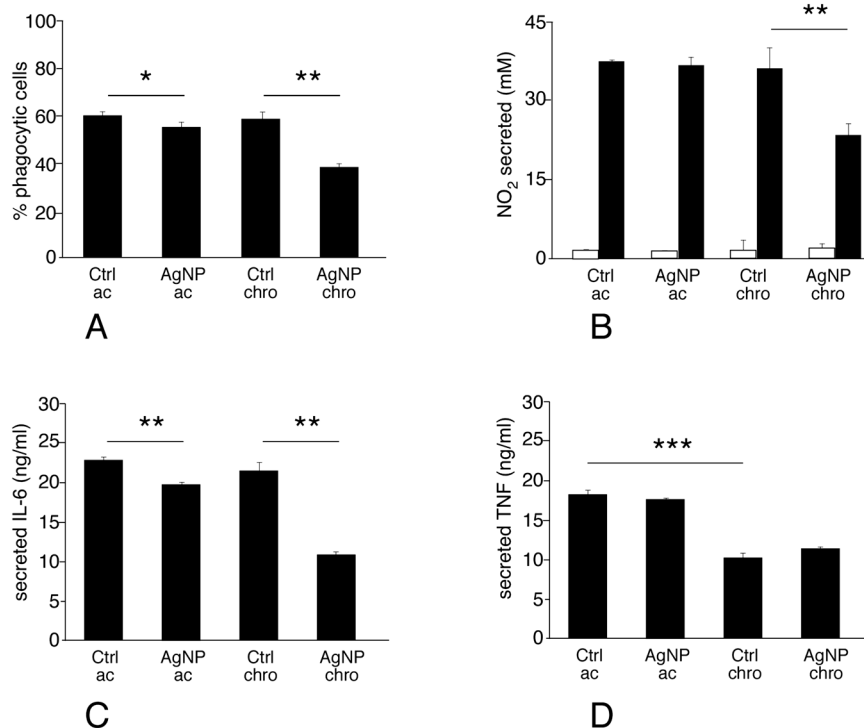 % phagocytic cells
100
80
60
40
20
0
*
**
Ctrl
ac
AgNP
ac
Ctrl
chro
AgNP
chro
A
NO2 secreted (mM)
45
30
15
0
**
Ctrl
ac
AgNP
ac
Ctrl
chro
AgNP
chro
B
secreted IL-6 (ng/ml)
30
25
20
15
10
5
0
**
**
Ctrl
ac
AgNP
ac
Ctrl
chro
AgNP
chro
C
secreted TNF (ng/ml)
30
25
20
15
10
5
0
***
Ctrl
ac
AgNP
ac
Ctrl
chro
AgNP
chro
D